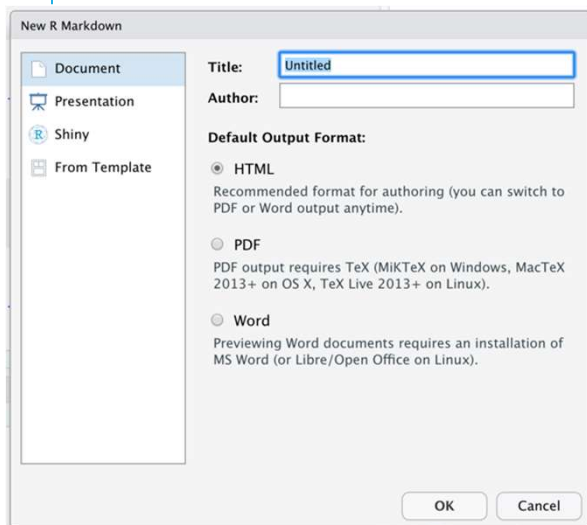 New R Markdown
Document
Presentation
Shiny
From Template
Title:
Untitled
Author:
Default Output Format:
HTML
Recommended format for authoring (you can switch to
PDF or Word output anytime).
PDF
PDF output requires TeX (MiKTeX on Windows, MacTeX
2013+ on OS X, TeX Live 2013+ on Linux).
Word
Previewing Word documents requires an installation of
MS Word (or Libre/Open Office on Linux).
OK
Cancel